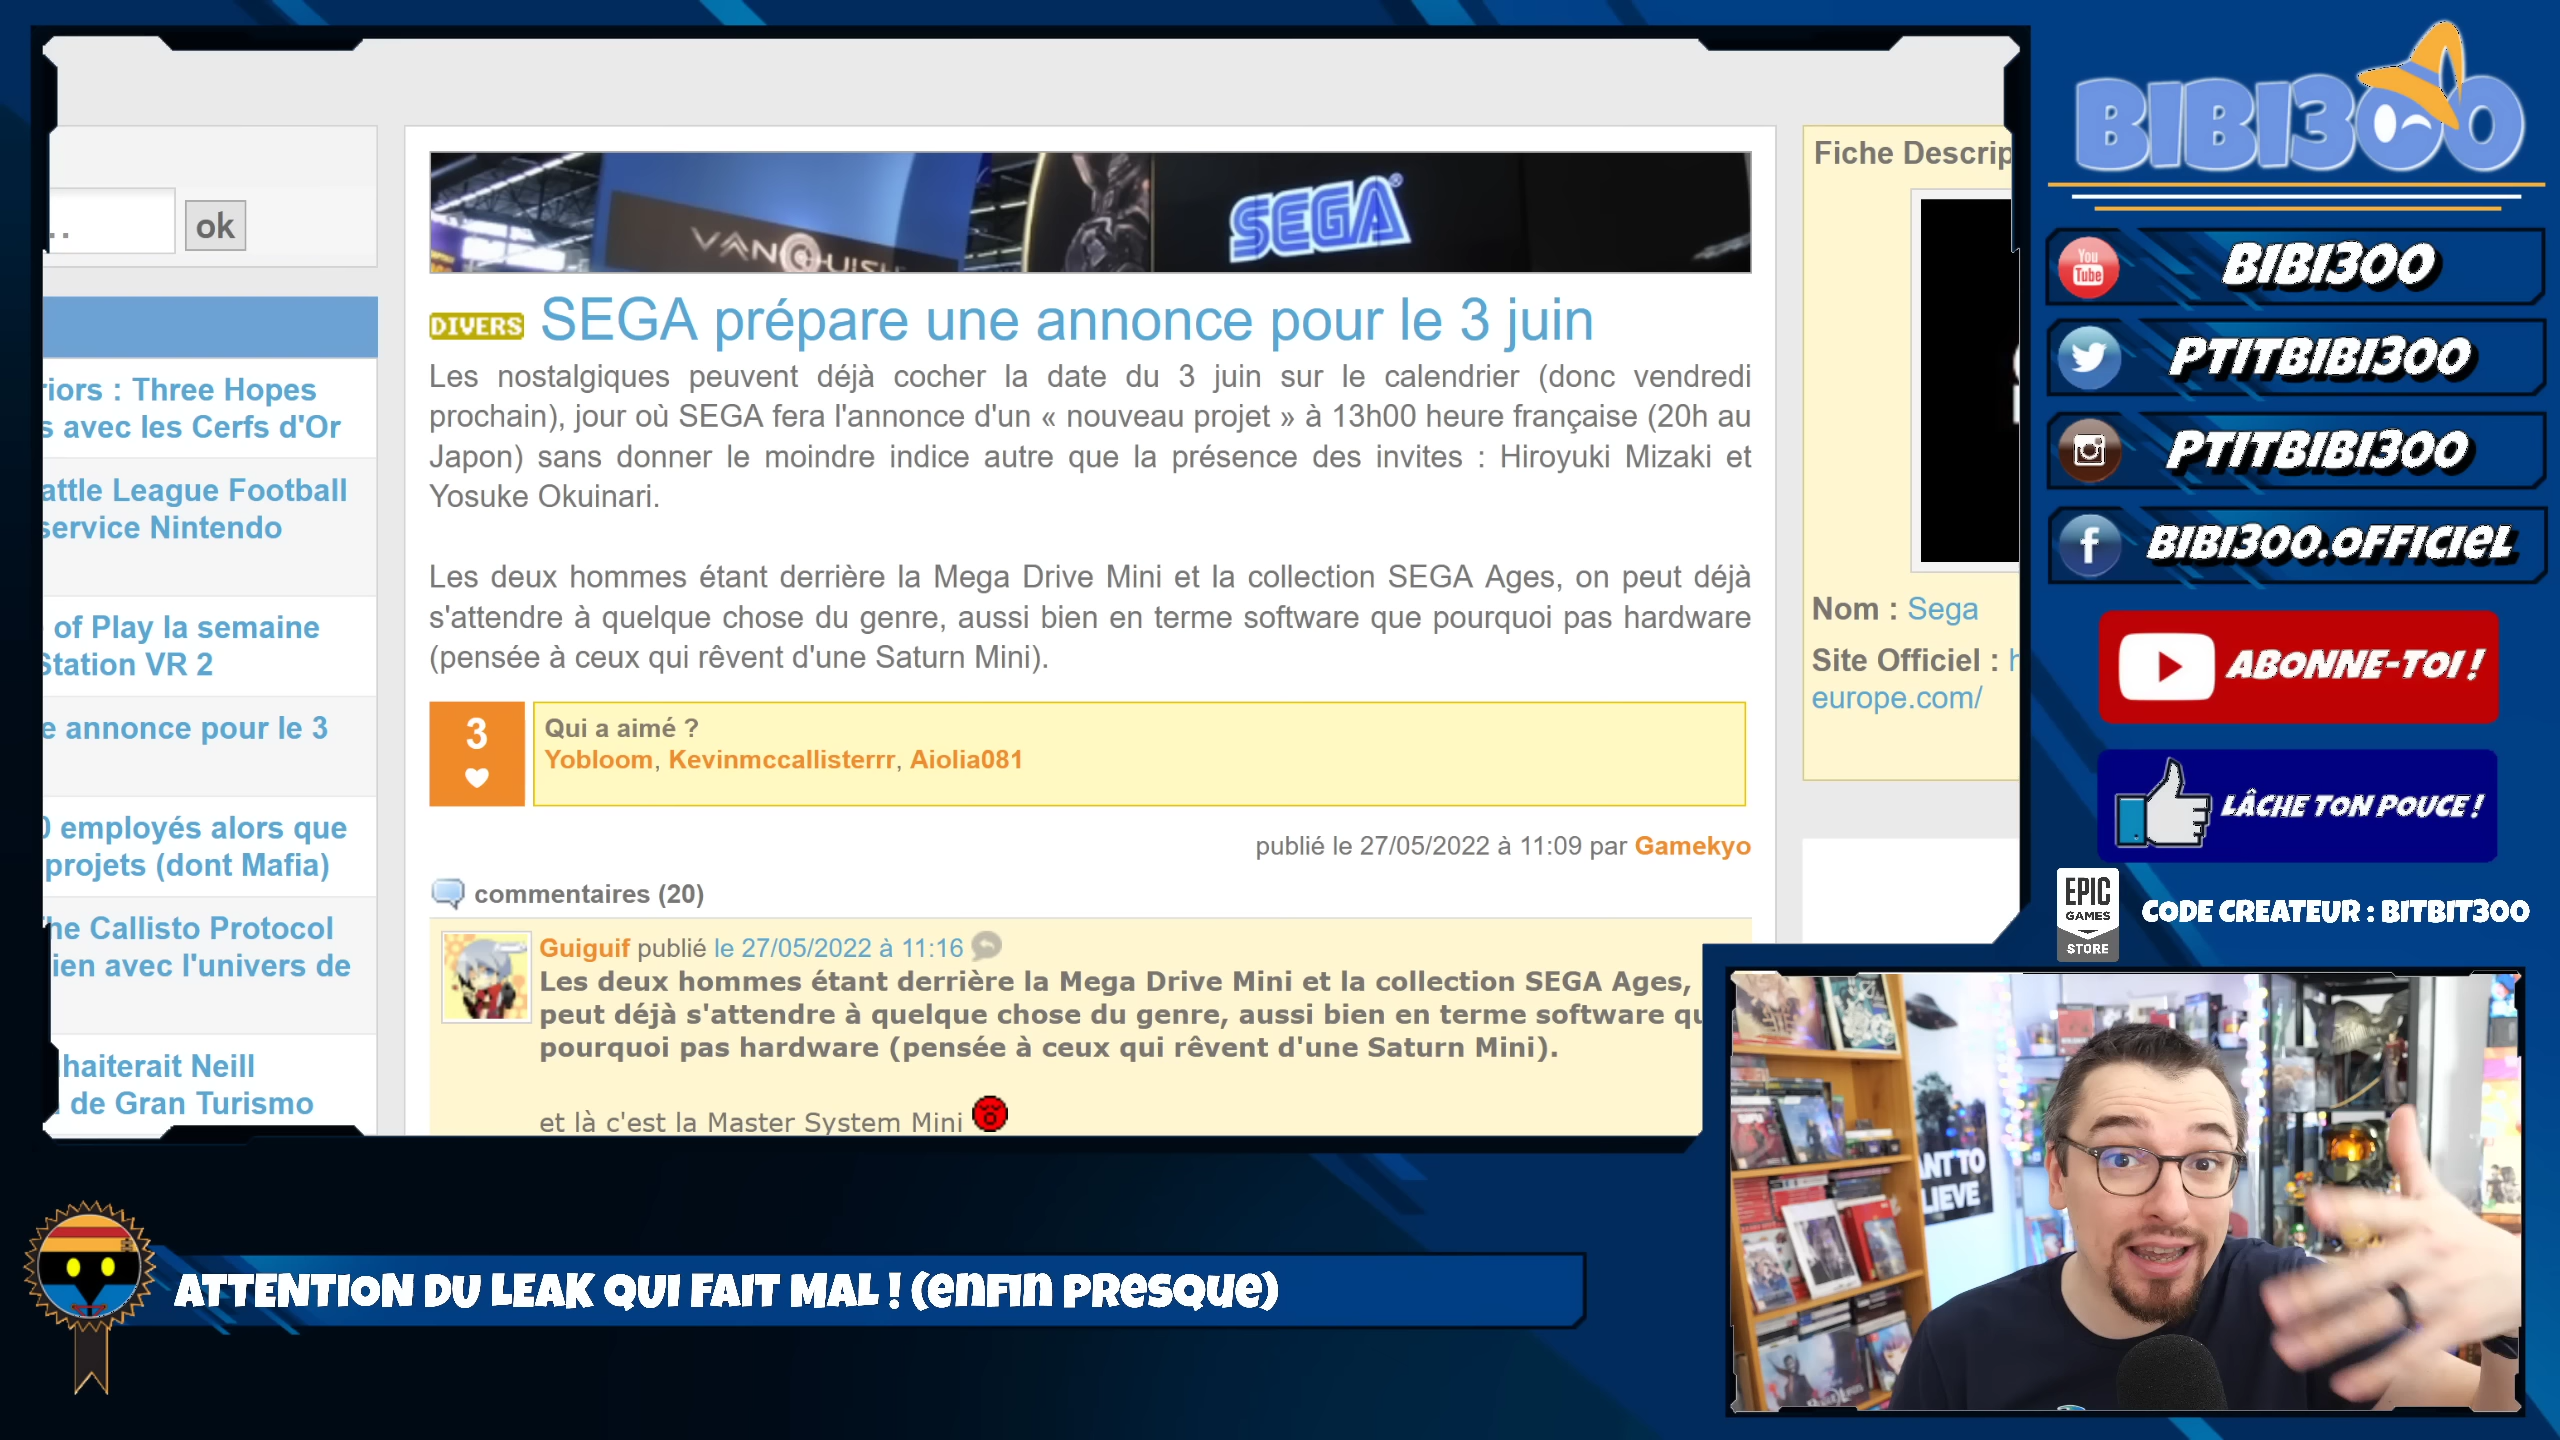 ok
riors : Three Hopes
s avec les Cerfs d'Or
attle League Football
service Nintendo
of Play la semaine
Station VR 2
e annonce pour le 3
0 employés alors que
projets (dont Mafia)
he Callisto Protocol
ien avec l'univers de
haiterait Neill
de Gran Turismo
VANQUISH
SEGA
DIVERS SEGA prépare une annonce pour le 3 juin
Les nostalgiques peuvent déjà cocher la date du 3 juin sur le calendrier (donc vendredi
prochain), jour où SEGA fera l'annonce d'un « nouveau projet » à 13h00 heure française (20h au
Japon) sans donner le moindre indice autre que la présence des invites : Hiroyuki Mizaki et
Yosuke Okuinari.
Les deux hommes étant derrière la Mega Drive Mini et la collection SEGA Ages, on peut déjà
s'attendre à quelque chose du genre, aussi bien en terme software que pourquoi pas hardware
(pensée à ceux qui rêvent d'une Saturn Mini).
3
Qui a aimé ?
Yobloom, Kevinmccallisterrr, Aiolia081
publié le 27/05/2022 à 11:09 par Gamekyo
commentaires (20)
Guiguif publié le 27/05/2022 à 11:16
Les deux hommes étant derrière la Mega Drive Mini et la collection SEGA Ages,
peut déjà s'attendre à quelque chose du genre, aussi bien en terme software qu
pourquoi pas hardware (pensée à ceux qui rêvent d'une Saturn Mini).
et là c'est la Master System Mini
Fiche Descrip
Nom : Sega
Site Officiel : h
europe.com/
BIBI300
You Tube
BIBI300
PTITBIBI300
PTITBIBI300
BIBI300.OFFICIEL
ABONNE-TOI !
LÂCHE TON POUCE !
EPIC
GAMES
STORE
CODE CREATEUR : BITBIT300
ANT TO
LIEVE
ATTENTION DU LEAK QUI FAIT MAL ! (enfin presque)